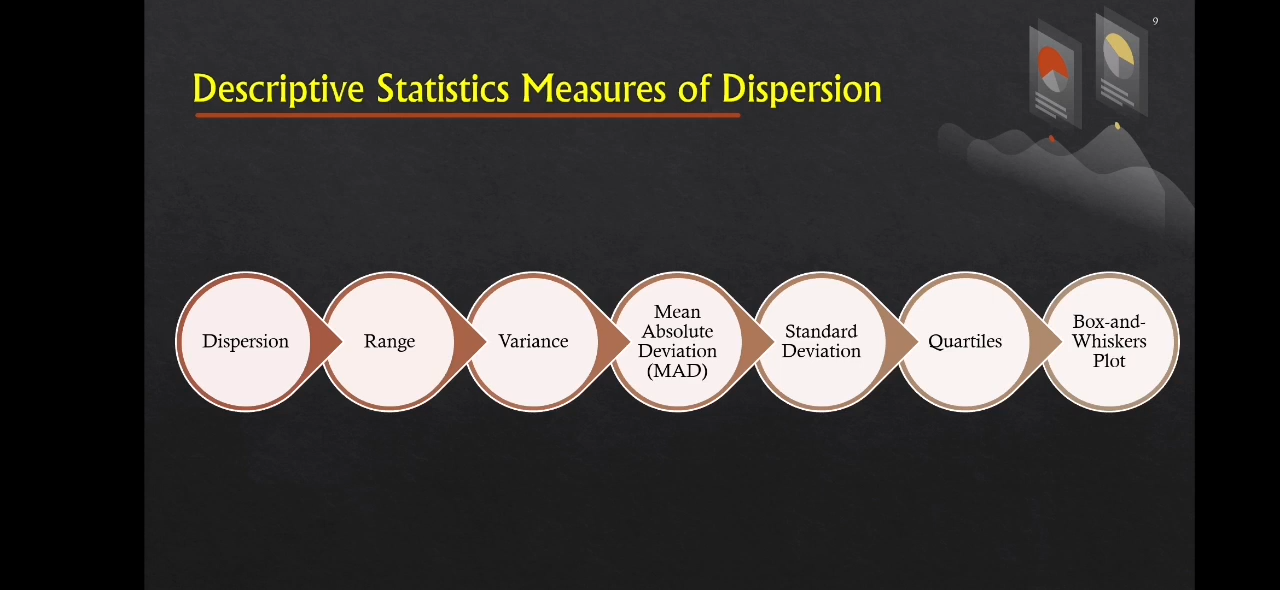 9
Descriptive Statistics Measures of Dispersion
Dispersion
Range
Variance
Mean
Absolute
Deviation
(MAD)
Standard
Deviation
Quartiles
Box-and-
Whiskers
Plot